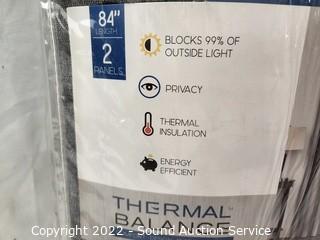 84"
LENGTH
2
PANELS
BLOCKS 99% OF
OUTSIDE LIGHT
PRIVACY
THERMAL
INSULATION
ENERGY
EFFICIENT
THERMAL
BALANCE
Copyright 2022 - Sound Auction Service